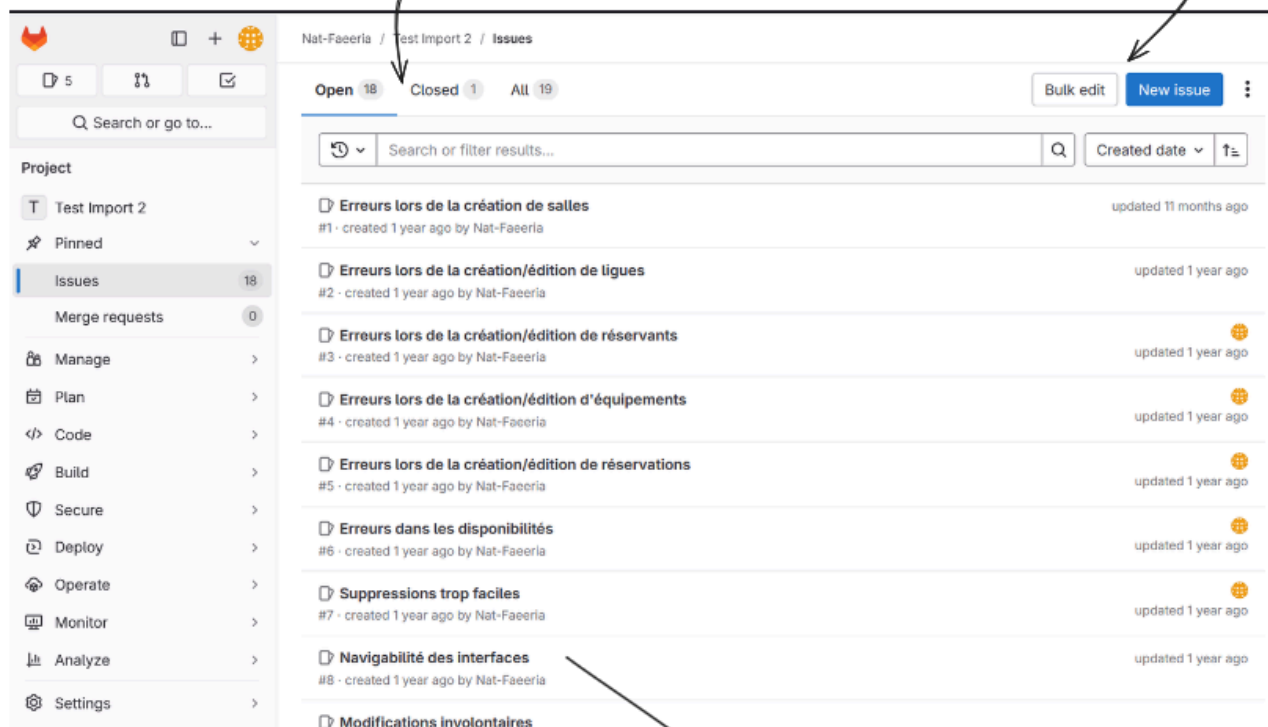 Nat-Faeeria / Test Import 2 / Issues
5
Search or go to...
Project
T Test Import 2
Pinned
Issues 18
Merge requests 0
Manage
Plan
Code
Build
Secure
Deploy
Operate
Monitor
Analyze
Settings
Open 18 Closed 1 All 19
Bulk edit New issue
Search or filter results...
Created date
Erreurs lors de la création de salles
updated 11 months ago
#1 · created 1 year ago by Nat-Faeeria
Erreurs lors de la création/édition de ligues
updated 1 year ago
#2 · created 1 year ago by Nat-Faeeria
Erreurs lors de la création/édition de réservants
#3 · created 1 year ago by Nat-Faeeria
updated 1 year ago
Erreurs lors de la création/édition d'équipements
#4 · created 1 year ago by Nat-Faeeria
updated 1 year ago
Erreurs lors de la création/édition de réservations
#5 · created 1 year ago by Nat-Faeeria
updated 1 year ago
Erreurs dans les disponibilités
#6 · created 1 year ago by Nat-Faeeria
updated 1 year ago
Suppressions trop faciles
#7 · created 1 year ago by Nat-Faeeria
updated 1 year ago
Navigabilité des interfaces
updated 1 year ago
#8 · created 1 year ago by Nat-Faeeria
Modifications involontaires